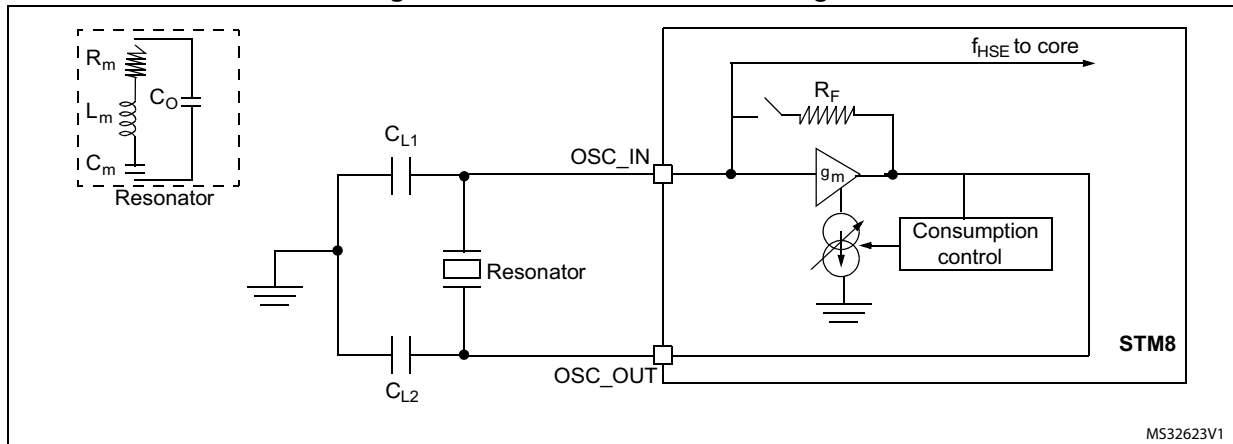 Rm
Lm
Cm
CO
Resonator
CL1
CL2
Resonator
OSC_IN
OSC_OUT
fHSE to core
RF
gm
Consumption
control
STM8
MS32623V1